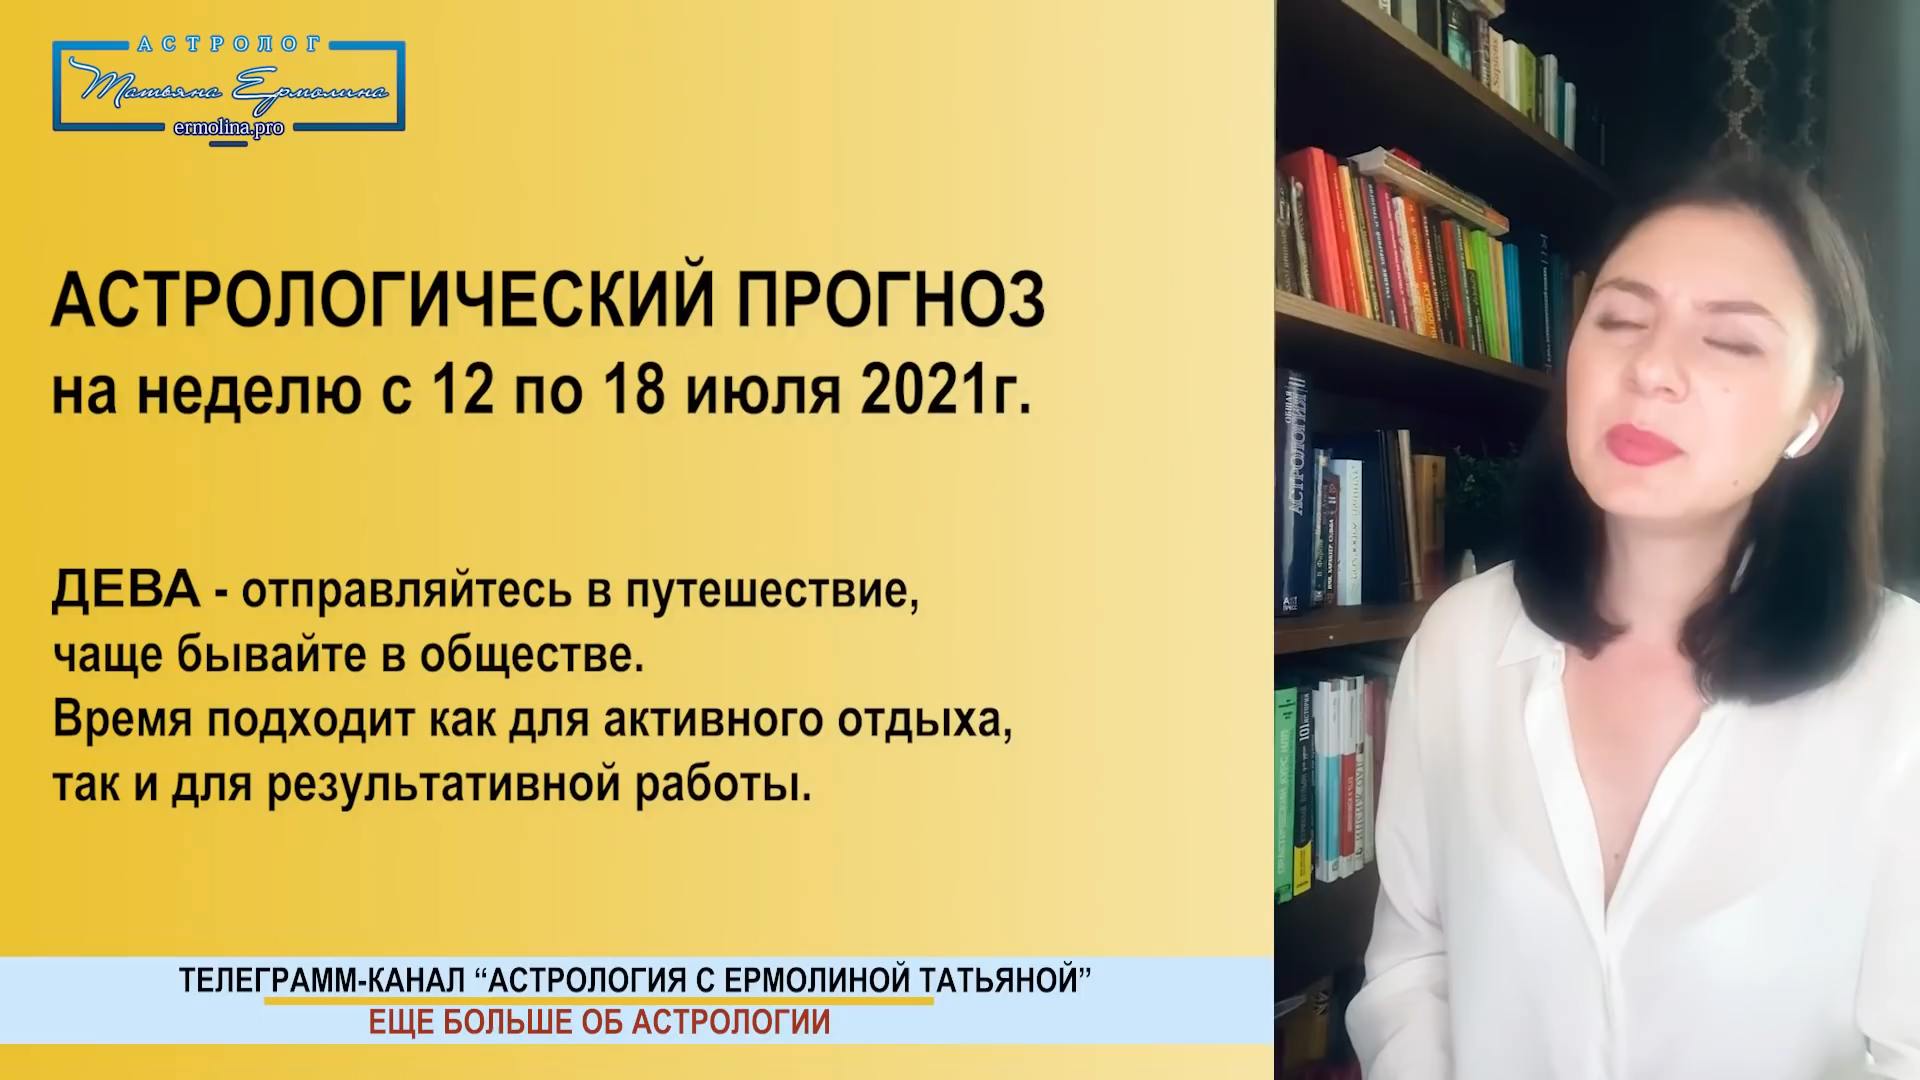 АСТРОЛОГ
Татьяна Ермолина
ermolina.pro
АСТРОЛОГИЧЕСКИЙ ПРОГНОЗ
на неделю с 12 по 18 июля 2021г.
ДЕВА - отправляйтесь в путешествие,
чаще бывайте в обществе.
Время подходит как для активного отдыха,
так и для результативной работы.
ТЕЛЕГРАММ-КАНАЛ “АСТРОЛОГИЯ С ЕРМОЛИНОЙ ТАТЬЯНОЙ”
ЕЩЕ БОЛЬШЕ ОБ АСТРОЛОГИИ
ОБЩАЯ
АСТРОЛОГИЯ